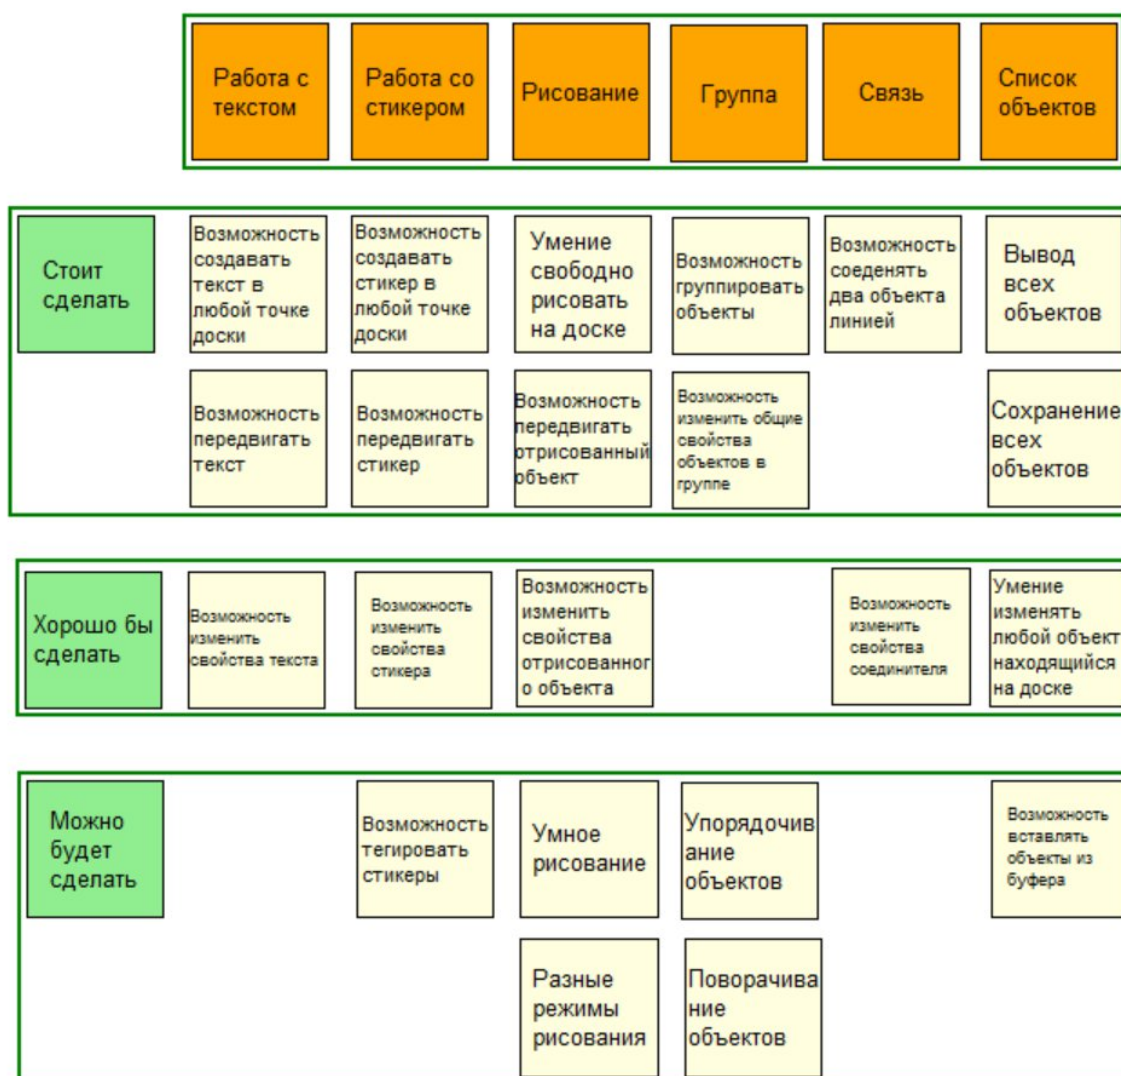 Работа с
текстом
Работа со
стикером
Рисование
Группа
Связь
Список
объектов
Стоит
сделать
Возможность
создавать
текст в
любой точке
доски
Возможность
создавать
стикер в
любой точке
доски
Умение
свободно
рисовать
на доске
Возможность
группировать
объекты
Возможность
соеденять
два объекта
линией
Вывод
всех
объектов
Возможность
передвигать
текст
Возможность
передвигать
стикер
Возможность
передвигать
отрисованный
объект
Возможность
изменить общие
свойства
объектов в
группе
Сохранение
всех
объектов
Хорошо бы
сделать
Возможность
изменить
свойства текста
Возможность
изменить
свойства
стикера
Возможность
изменить
свойства
отрисованног
о объекта
Возможность
изменить
свойства
соединителя
Умение
изменять
любой объект
находящийся
на доске
Можно
будет
сделать
Возможность
тегировать
стикеры
Умное
рисование
Упорядочив
ание
объектов
Возможность
вставлять
объекты из
буфера
Разные
режимы
рисования
Поворачива
ние
объектов